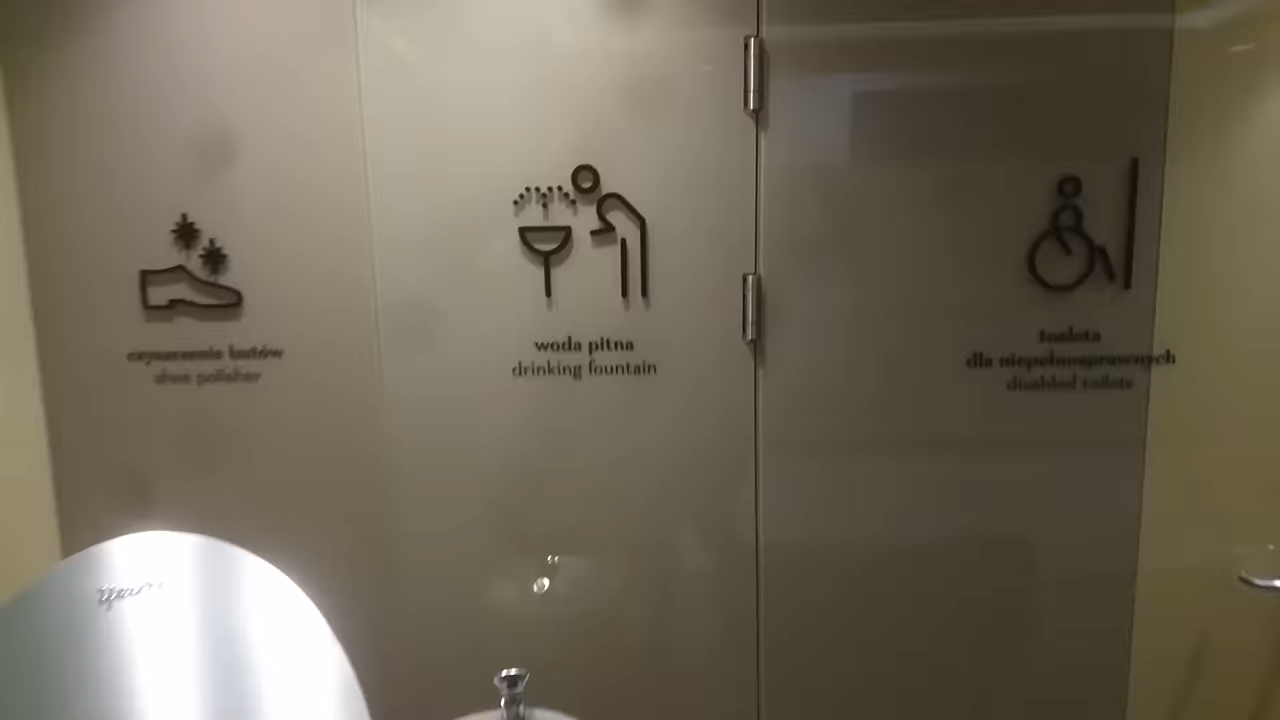 czyszczenie butów
shoe polisher
woda pitna
drinking fountain
toaleta
dla niepełnosprawnych
disabled toilets